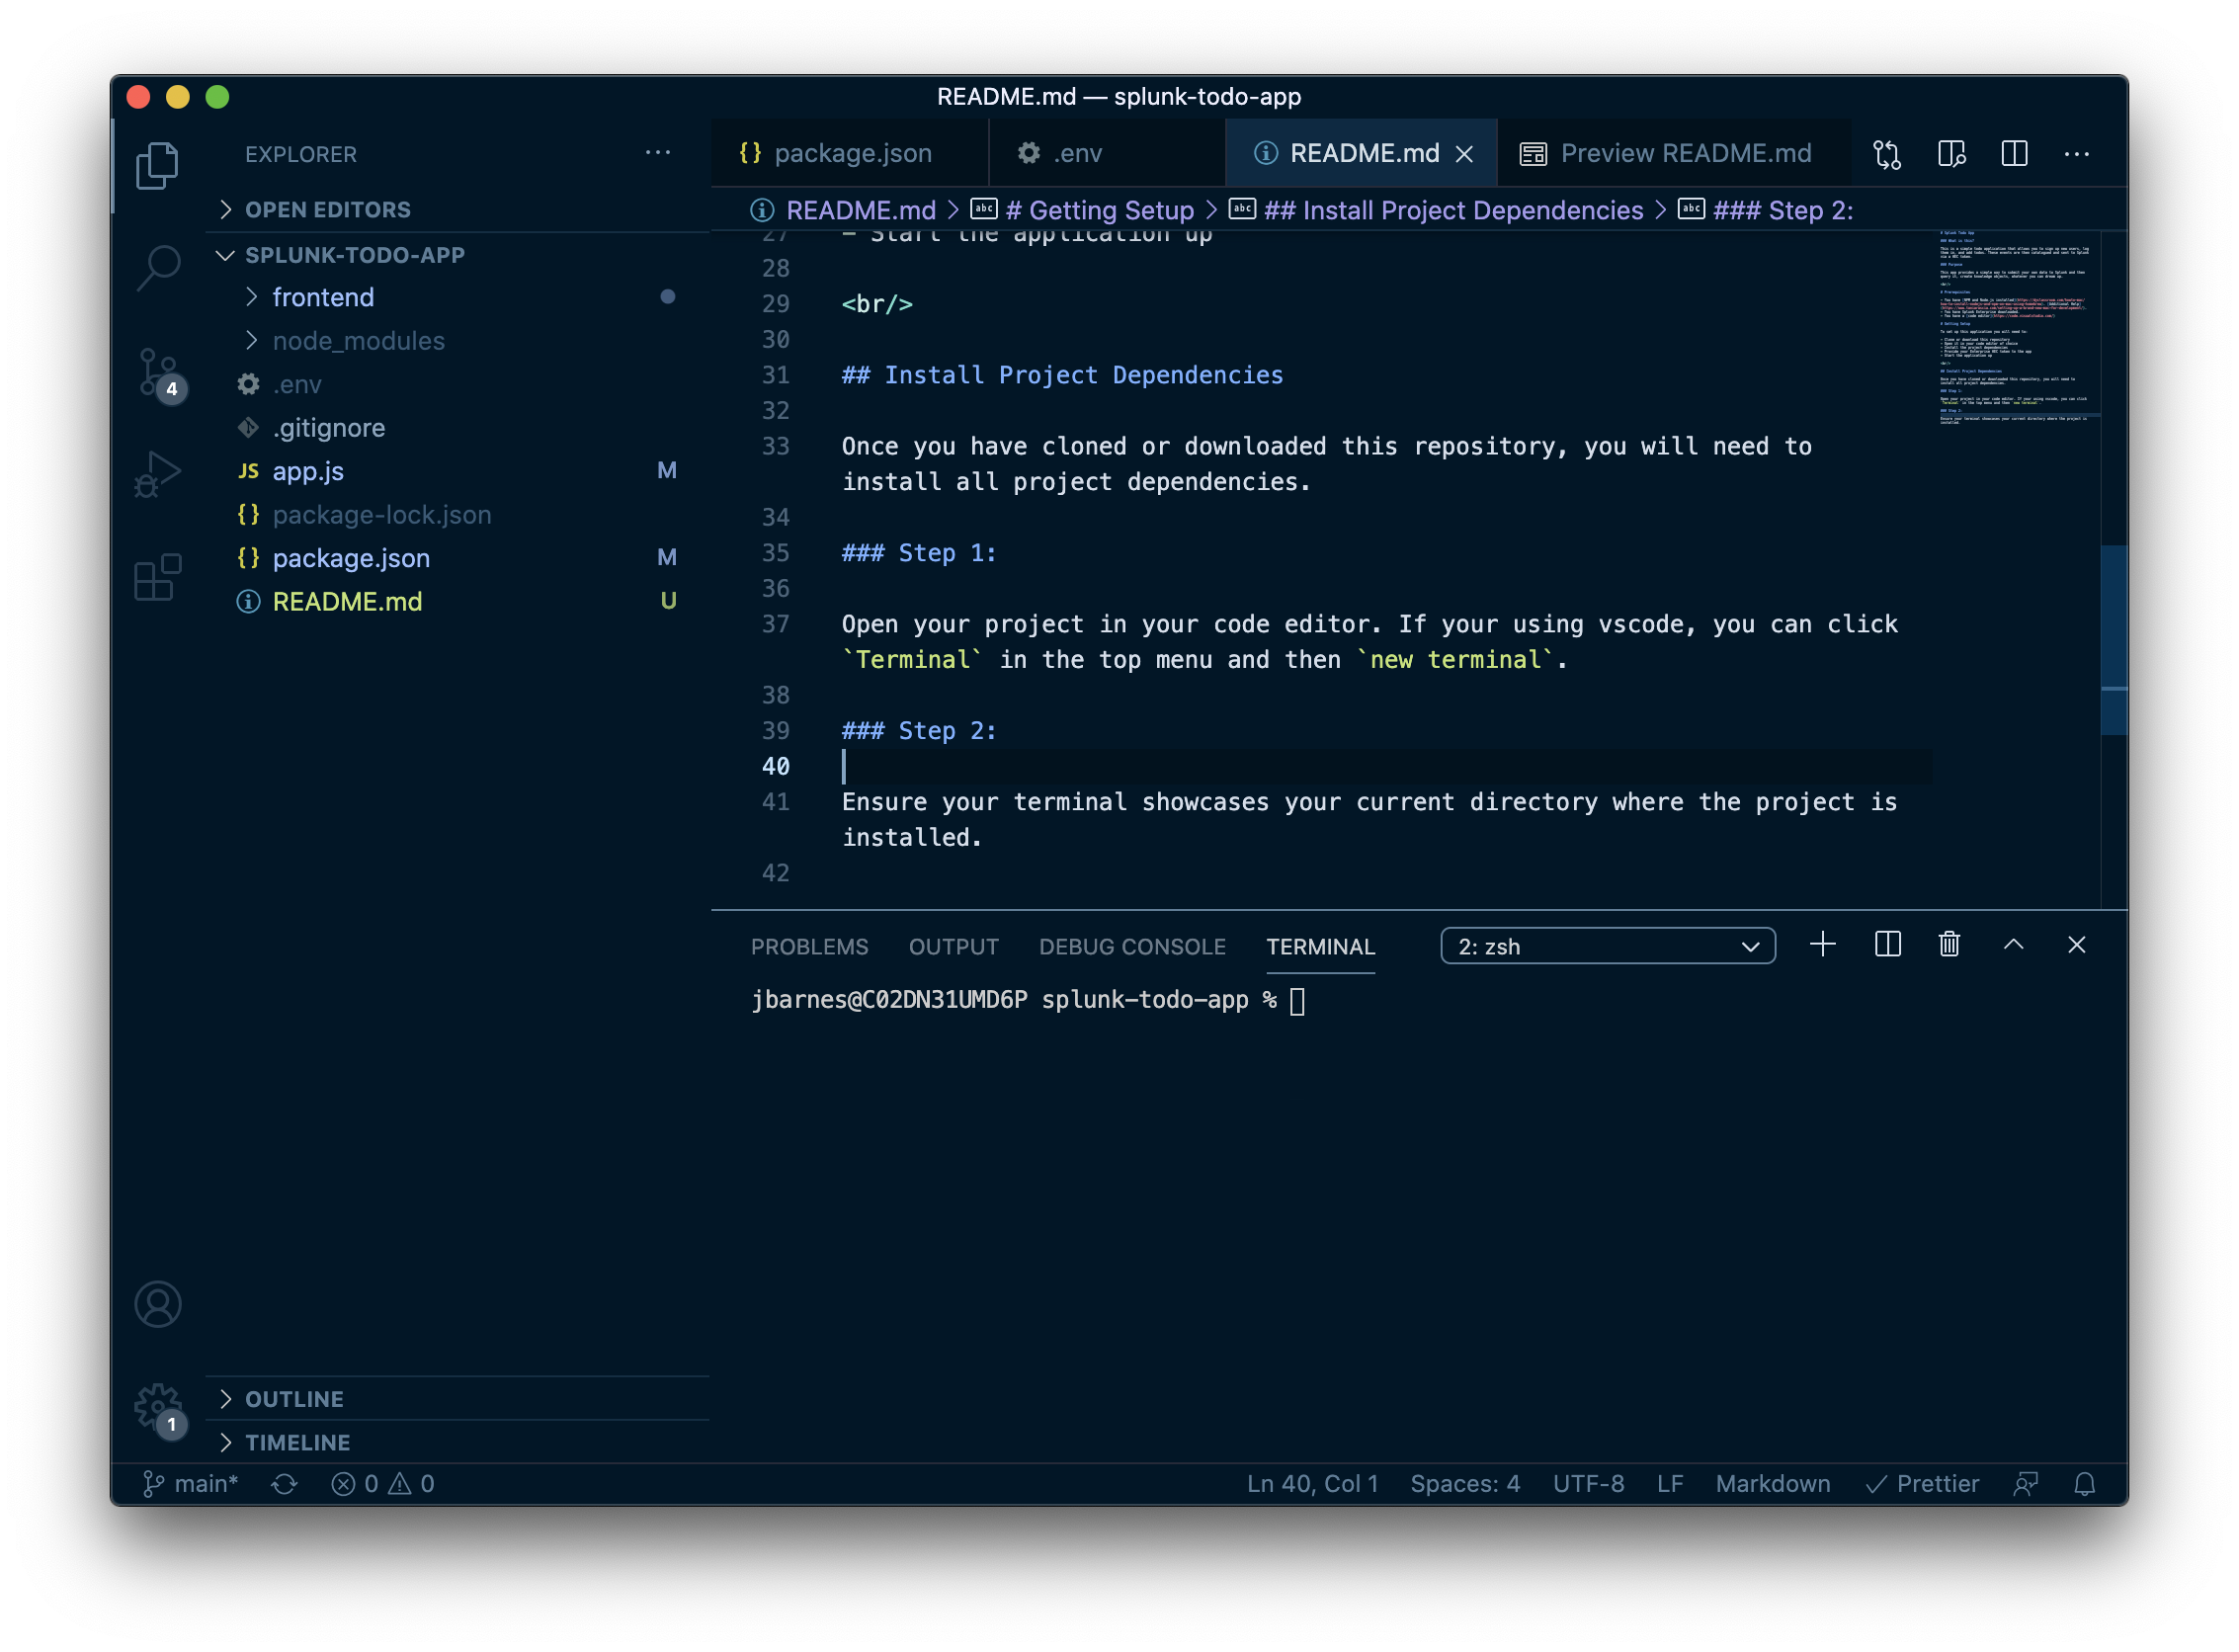 README.md — splunk-todo-app
EXPLORER
OPEN EDITORS
SPLUNK-TODO-APP
frontend
node_modules
.env
.gitignore
JS app.js M
{} package-lock.json
{} package.json M
README.md U
OUTLINE
TIMELINE
4
1
{} package.json
.env
README.md
Preview README.md
README.md > # Getting Setup > ## Install Project Dependencies > ### Step 2:
27 - Start the application up
28
29 <br/>
30
31 ## Install Project Dependencies
32
33 Once you have cloned or downloaded this repository, you will need to
install all project dependencies.
34
35 ### Step 1:
36
37 Open your project in your code editor. If your using vscode, you can click
`Terminal` in the top menu and then `new terminal`.
38
39 ### Step 2:
40
41 Ensure your terminal showcases your current directory where the project is
installed.
42
PROBLEMS OUTPUT DEBUG CONSOLE TERMINAL 2: zsh
jbarnes@C02DN31UMD6P splunk-todo-app %
main* 0 0 Ln 40, Col 1 Spaces: 4 UTF-8 LF Markdown Prettier